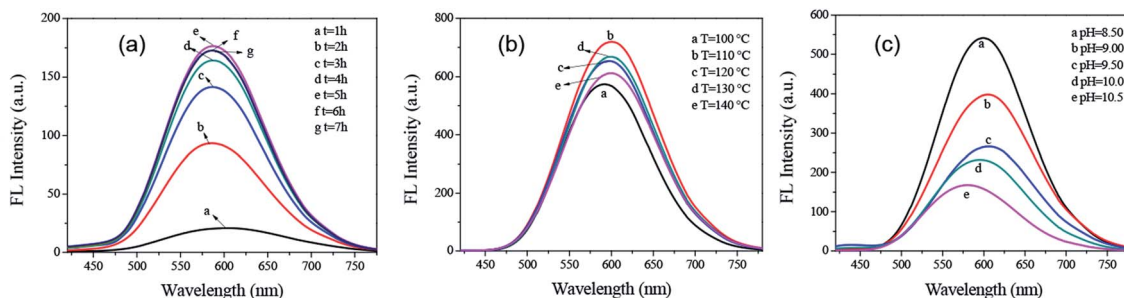 (a)
a t=1h
b t=2h
c t=3h
d t=4h
e t=5h
f t=6h
g t=7h
e
f
d
g
c
b
a
200
150
100
50
0
FL Intensity (a.u.)
450 500 550 600 650 700 750
Wavelength (nm)
(b)
a T=100 °C
b T=110 °C
c T=120 °C
d T=130 °C
e T=140 °C
b
d
c
e
a
800
600
400
200
0
FL Intensity (a.u.)
450 500 550 600 650 700 750
Wavelength (nm)
(c)
a pH=8.50
b pH=9.00
c pH=9.50
d pH=10.0
e pH=10.5
a
b
c
d
e
600
500
400
300
200
100
0
FL Intensity (a.u.)
450 500 550 600 650 700 750
Wavelength (nm)